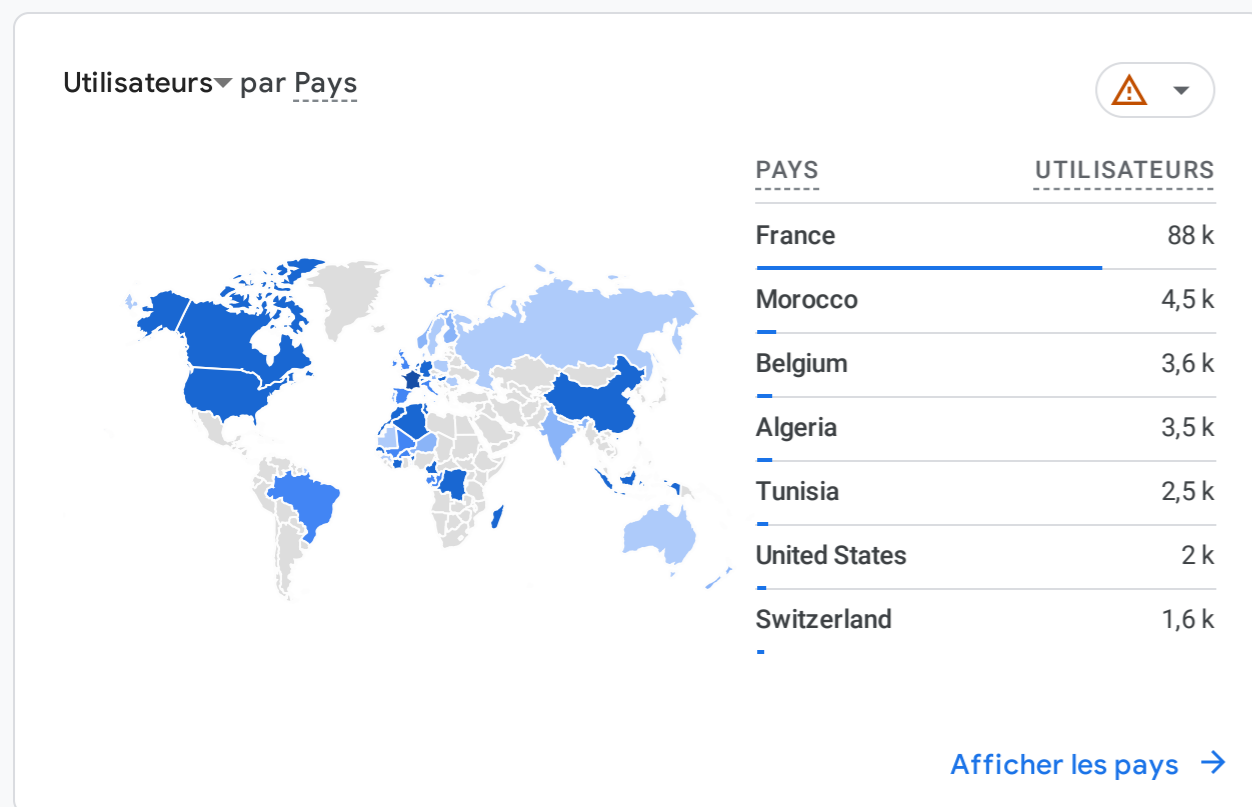 Utilisateurs par Pays
PAYS UTILISATEURS
France 88 k
Morocco 4,5 k
Belgium 3,6 k
Algeria 3,5 k
Tunisia 2,5 k
United States 2 k
Switzerland 1,6 k
Afficher les pays